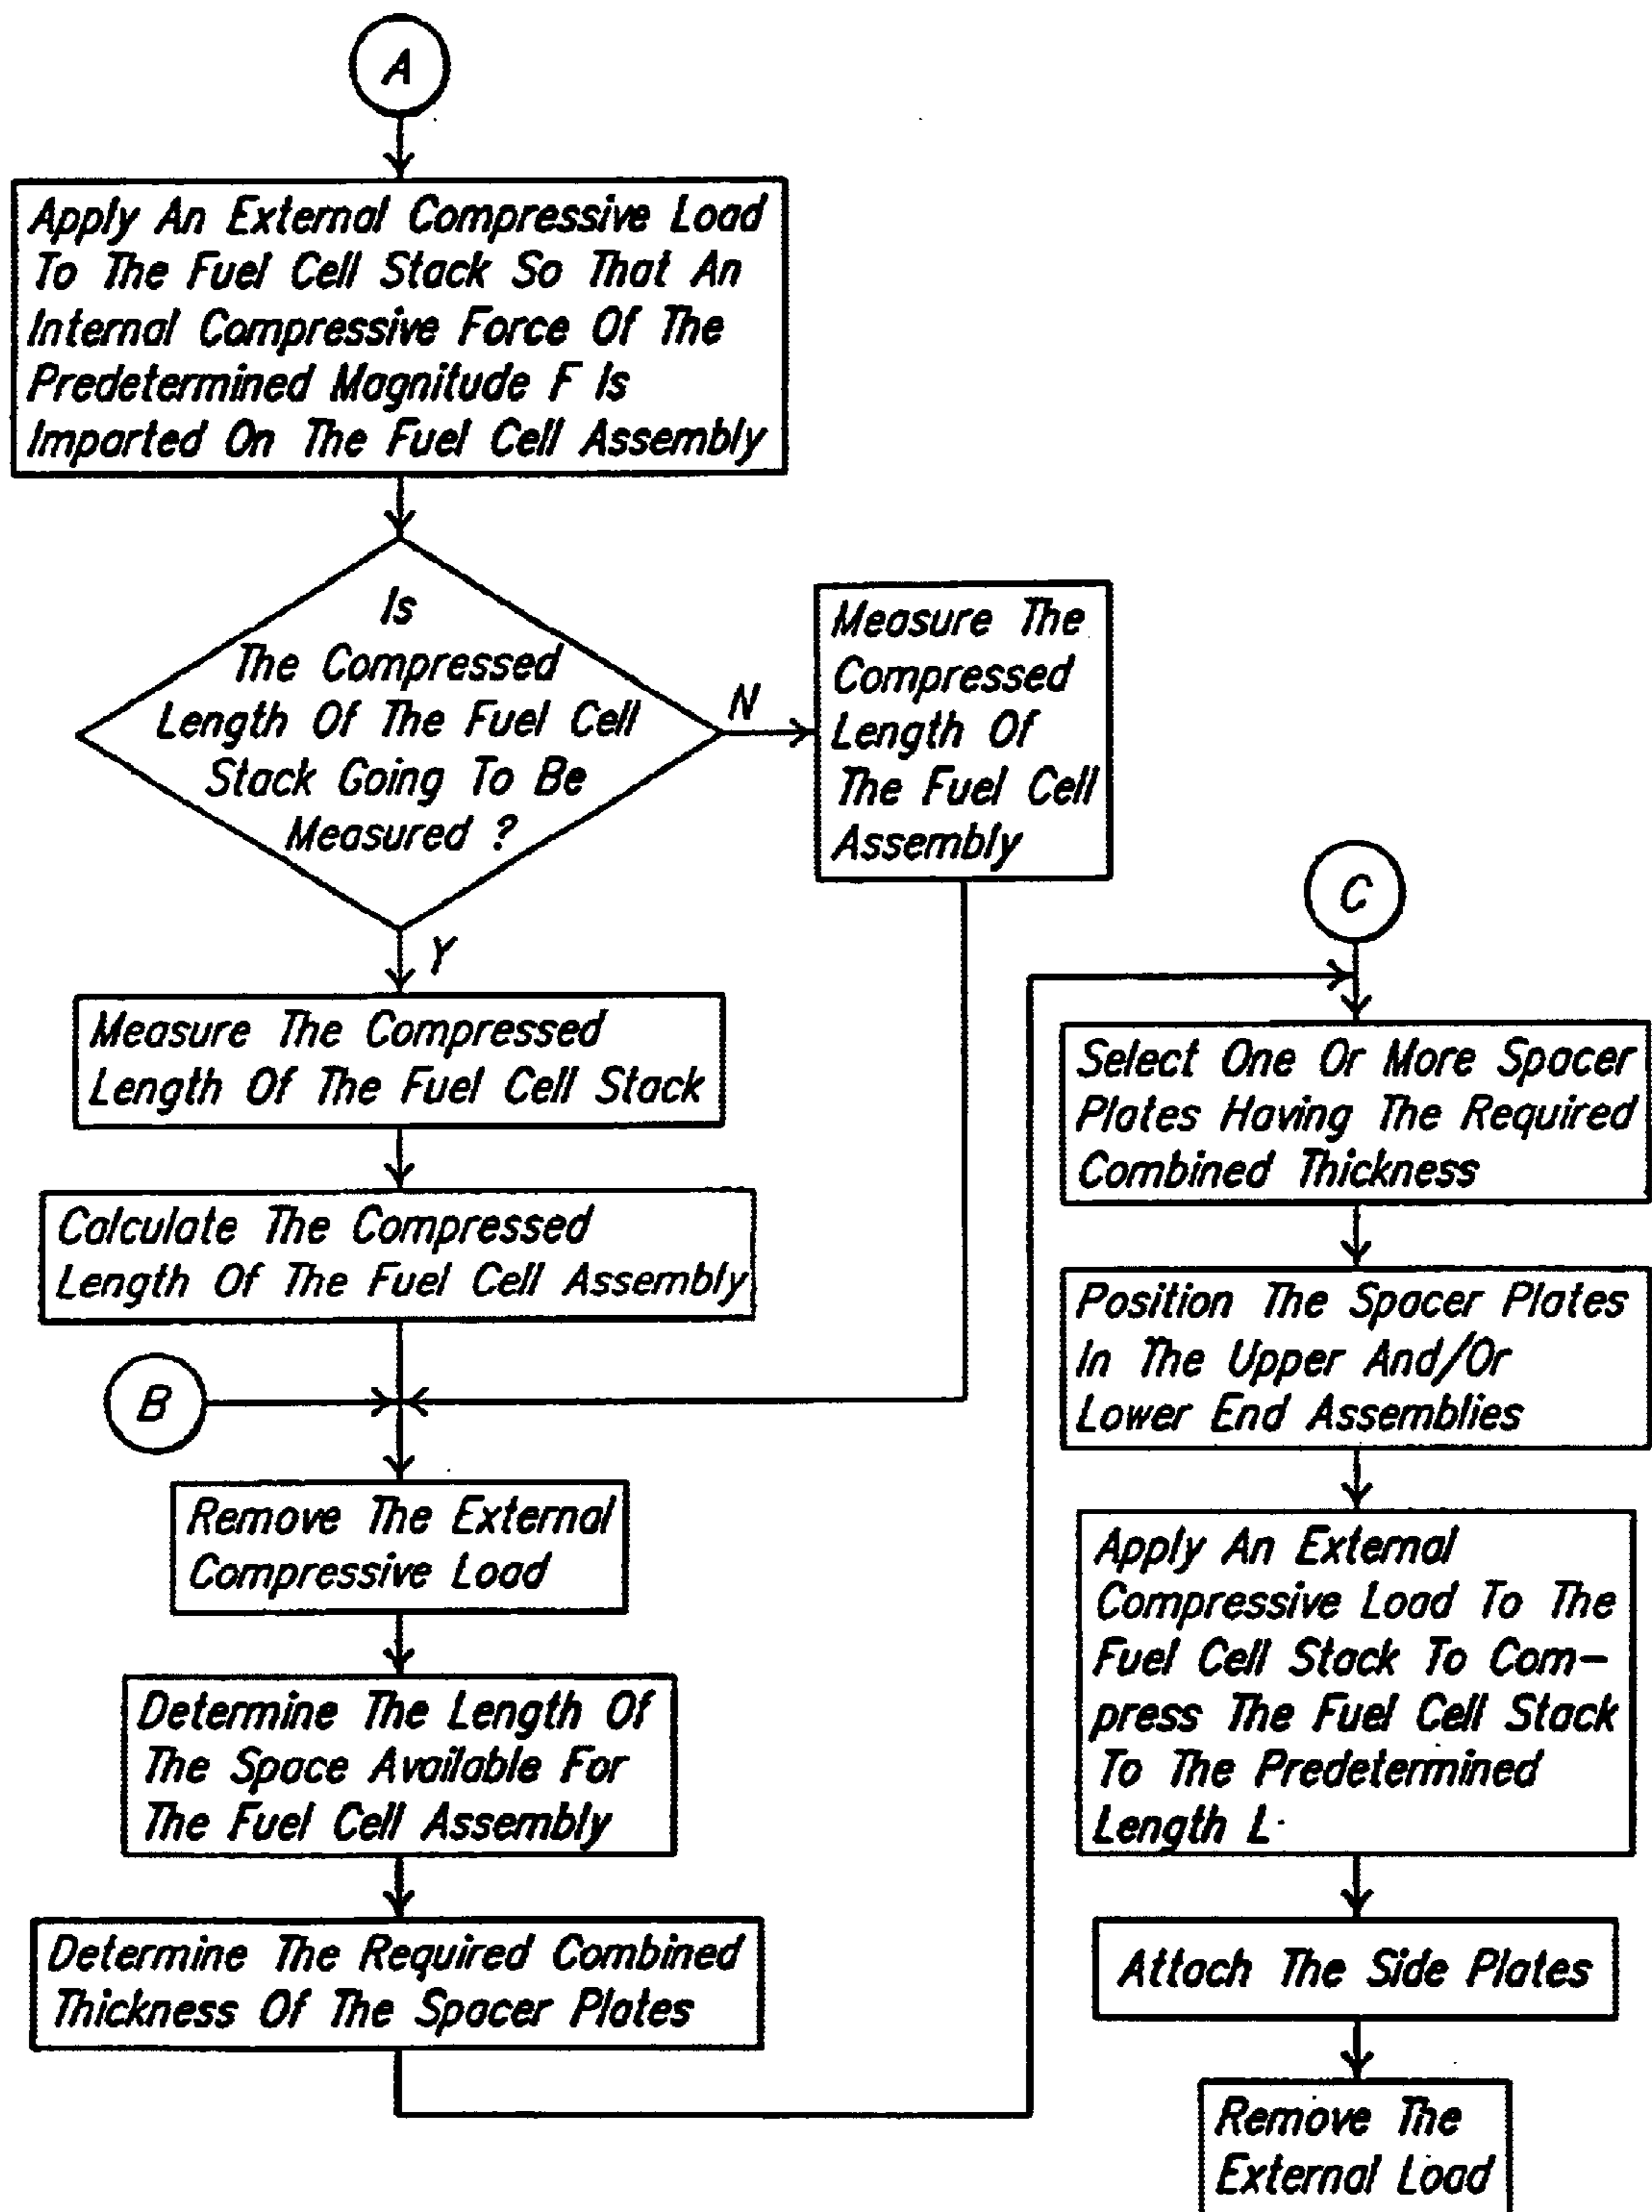 A
Apply An External Compressive Load
To The Fuel Cell Stack So That An
Internal Compressive Force Of The
Predetermined Magnitude F Is
Imparted On The Fuel Cell Assembly
Is
The Compressed
Length Of The Fuel Cell
Stack Going To Be
Measured ?
N
Measure The
Compressed
Length Of
The Fuel Cell
Assembly
Y
Measure The Compressed
Length Of The Fuel Cell Stack
Calculate The Compressed
Length Of The Fuel Cell Assembly
B
Remove The External
Compressive Load
Determine The Length Of
The Space Available For
The Fuel Cell Assembly
Determine The Required Combined
Thickness Of The Spacer Plates
C
Select One Or More Spacer
Plates Having The Required
Combined Thickness
Position The Spacer Plates
In The Upper And/Or
Lower End Assemblies
Apply An External
Compressive Load To The
Fuel Cell Stack To Com-
press The Fuel Cell Stack
To The Predetermined
Length L
Attach The Side Plates
Remove The
External Load